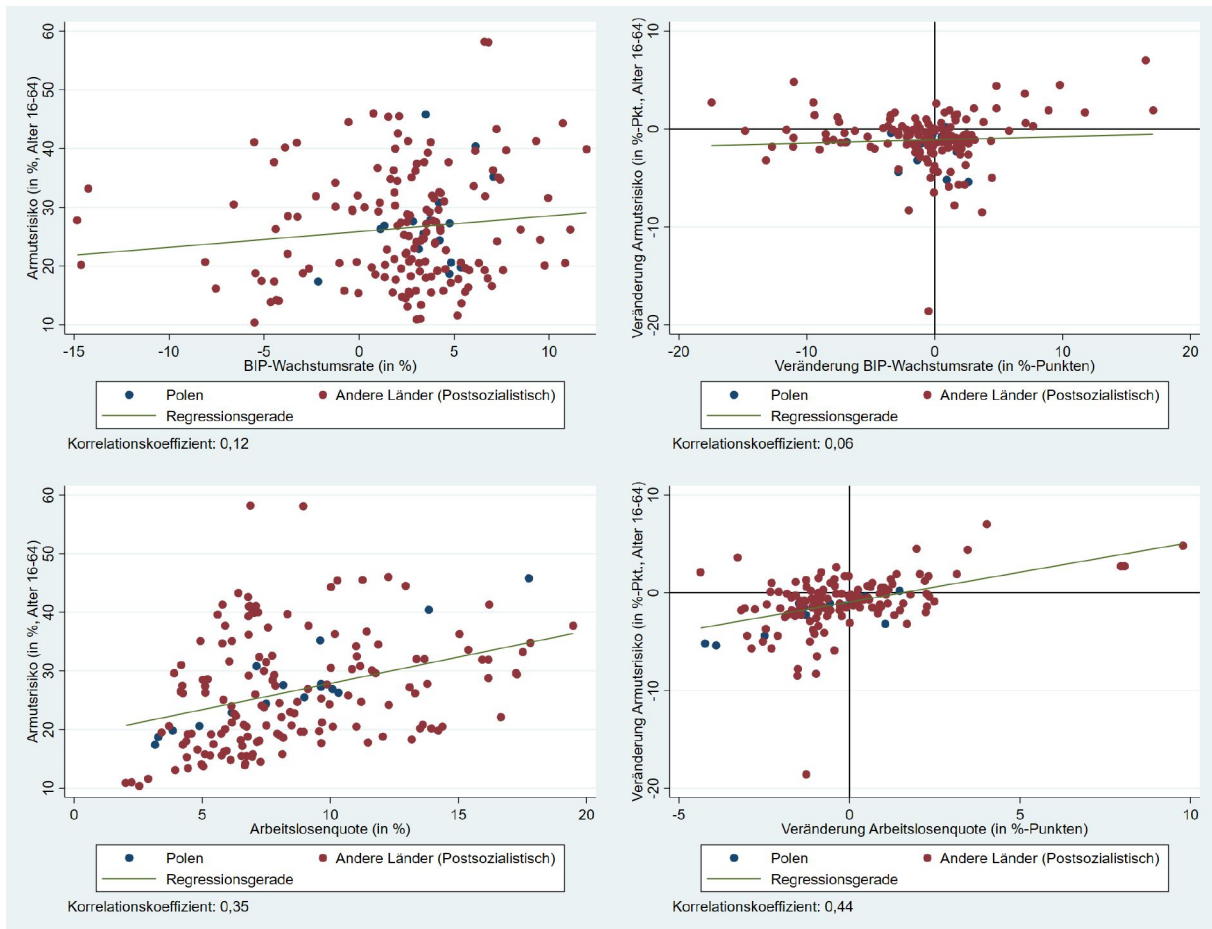 Armutsrisiko (in %, Alter 16-64)
60
50
40
30
20
10
-15 -10 -5 0 5 10
BIP-Wachstumsrate (in %)
Polen Andere Länder (Postsozialistisch)
Regressionsgerade
Korrelationskoeffizient: 0,12
Veränderung Armutsrisiko (in %-Pkt., Alter 16-64)
10
0
-10
-20
-20 -10 0 10 20
Veränderung BIP-Wachstumsrate (in %-Punkten)
Polen Andere Länder (Postsozialistisch)
Regressionsgerade
Korrelationskoeffizient: 0,06
Armutsrisiko (in %, Alter 16-64)
60
50
40
30
20
10
0 5 10 15 20
Arbeitslosenquote (in %)
Polen Andere Länder (Postsozialistisch)
Regressionsgerade
Korrelationskoeffizient: 0,35
Veränderung Armutsrisiko (in %-Pkt., Alter 16-64)
10
0
-10
-20
-5 0 5 10
Veränderung Arbeitslosenquote (in %-Punkten)
Polen Andere Länder (Postsozialistisch)
Regressionsgerade
Korrelationskoeffizient: 0,44